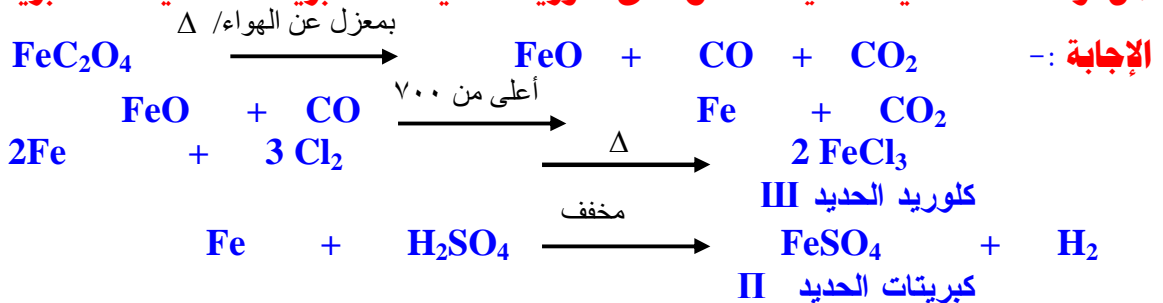 الإجابة :-
FeC₂O₄ بمعزل عن الهواء/ Δ FeO + CO + CO₂
FeO + CO أعلى من ٧٠٠ Fe + CO₂
2Fe + 3 Cl₂ Δ 2 FeCl₃
كلوريد الحديد III
Fe + H₂SO₄ مخفف FeSO₄ + H₂
كبريتات الحديد II